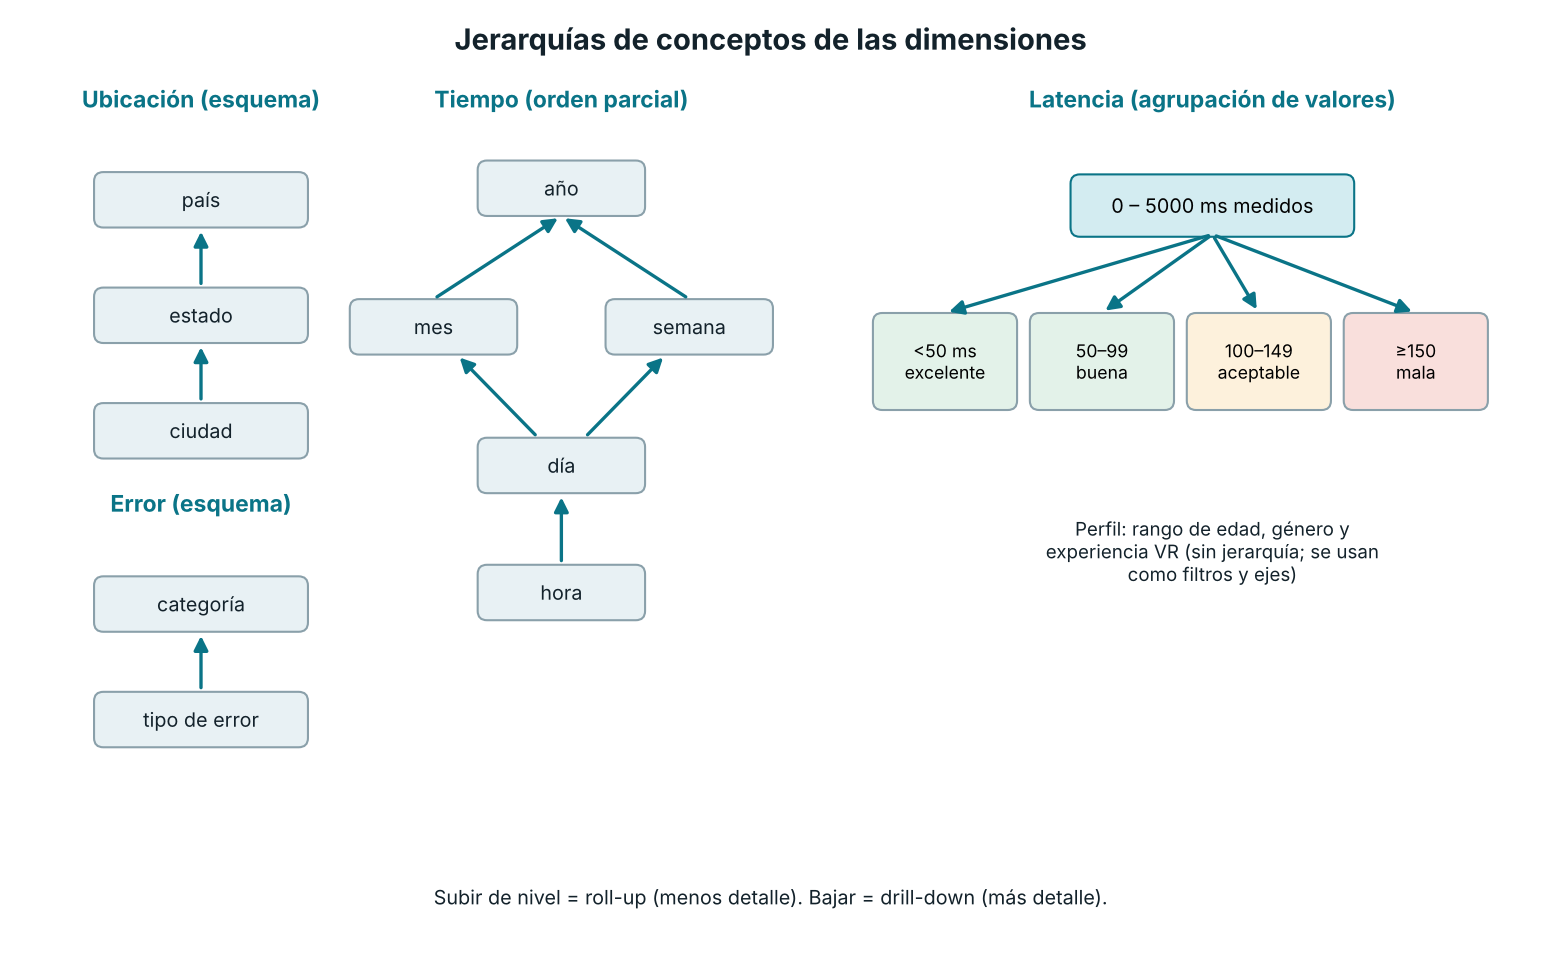 Jerarquías de conceptos de las dimensiones
Ubicación (esquema)
país
estado
ciudad
Error (esquema)
categoría
tipo de error
Tiempo (orden parcial)
año
mes
semana
día
hora
Latencia (agrupación de valores)
0 – 5000 ms medidos
<50 ms
excelente
50–99
buena
100–149
aceptable
≥150
mala
Perfil: rango de edad, género y
experiencia VR (sin jerarquía; se usan
como filtros y ejes)
Subir de nivel = roll-up (menos detalle). Bajar = drill-down (más detalle).